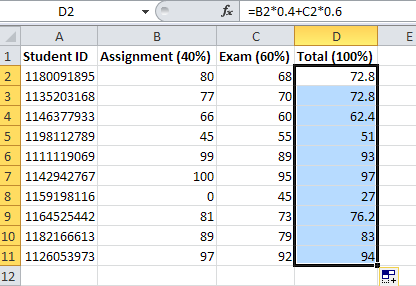 D2 fx =B2*0.4+C2*0.6
A B C D E
1 Student ID Assignment (40%) Exam (60%) Total (100%)
2 1180091895 80 68 72.8
3 1135203168 77 70 72.8
4 1146377933 66 60 62.4
5 1198112789 45 55 51
6 1111119069 99 89 93
7 1142942767 100 95 97
8 1159198116 0 45 27
9 1164525442 81 73 76.2
10 1182166613 89 79 83
11 1126053973 97 92 94
12